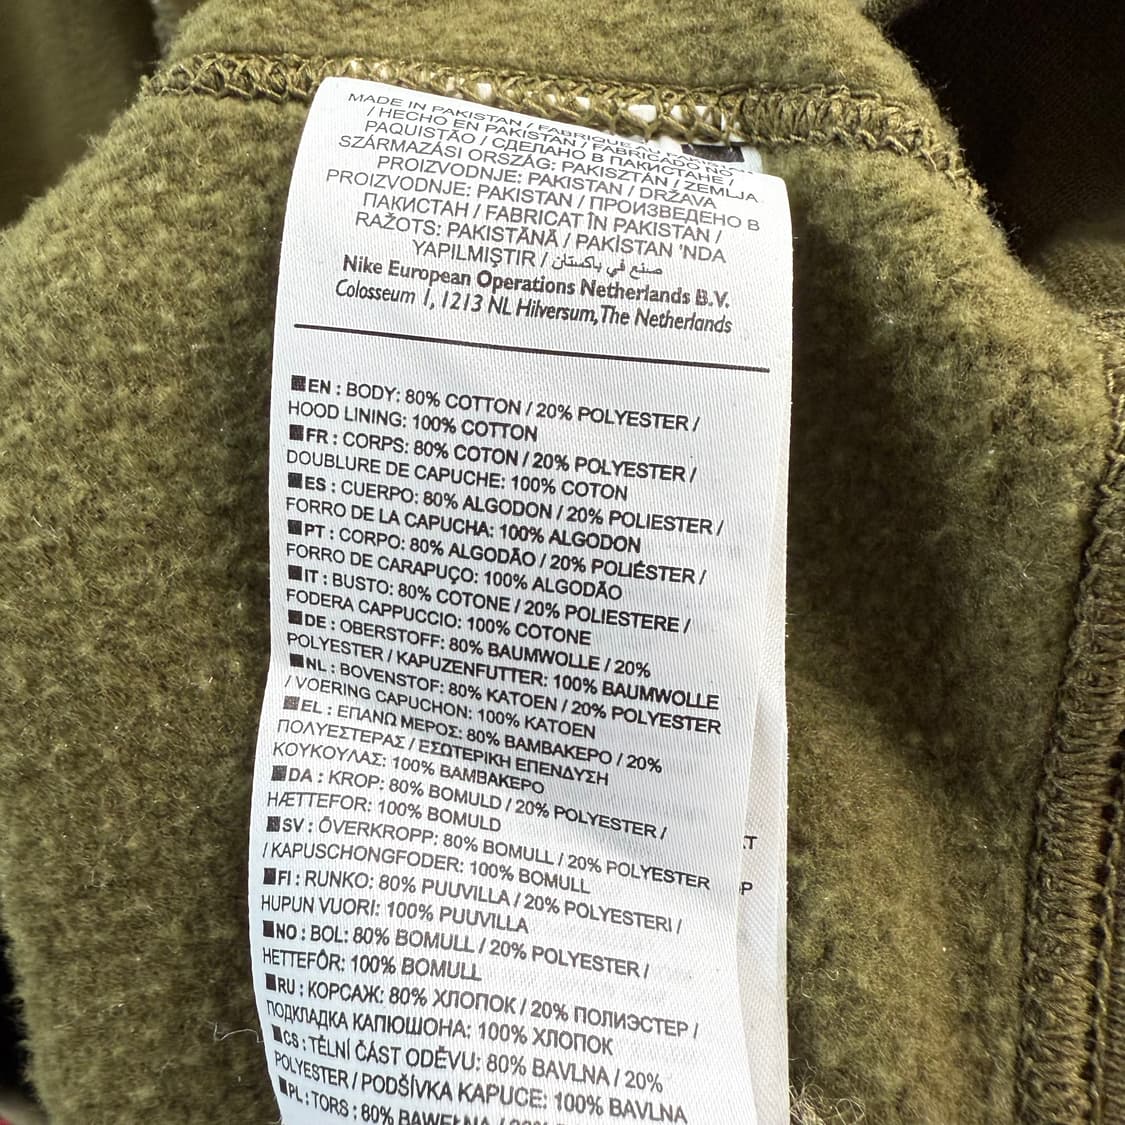 MADE IN PAKISTAN / FABRIQUE AU PAKISTAN
/ HECHO EN PAKISTAN / FABRICADO NO
PAQUISTÃO / СДЕЛАНО В ПАКИСТАНЕ /
SZÁRMAZÁSI ORSZÁG: PAKISZTÁN / ZEMLJA
PROIZVODNJE: PAKISTAN / DRŽAVA
PROIZVODNJE: PAKISTAN / ПРОИЗВЕДЕНО В
ПАКИСТАН / FABRICAT ÎN PAKISTAN /
RAŽOTS: PAKISTĀNĀ / PAKİSTAN 'NDA
YAPILMIŞTIR / صنع في باكستان
Nike European Operations Netherlands B.V.
Colosseum 1, 1213 NL Hilversum, The Netherlands
EN : BODY: 80% COTTON / 20% POLYESTER /
HOOD LINING: 100% COTTON
FR : CORPS: 80% COTON / 20% POLYESTER /
DOUBLURE DE CAPUCHE: 100% COTON
ES : CUERPO: 80% ALGODON / 20% POLIESTER /
FORRO DE LA CAPUCHA: 100% ALGODON
PT : CORPO: 80% ALGODÃO / 20% POLIÉSTER /
FORRO DE CARAPUÇO: 100% ALGODÃO
IT : BUSTO: 80% COTONE / 20% POLIESTERE /
FODERA CAPPUCCIO: 100% COTONE
DE : OBERSTOFF: 80% BAUMWOLLE / 20%
POLYESTER / KAPUZENFUTTER: 100% BAUMWOLLE
NL : BOVENSTOF: 80% KATOEN / 20% POLYESTER
/ VOERING CAPUCHON: 100% KATOEN
EL : ΕΠΑΝΩ ΜΕΡΟΣ: 80% ΒΑΜΒΑΚΕΡΟ / 20%
ΠΟΛΥΕΣΤΕΡΑΣ / ΕΣΩΤΕΡΙΚΗ ΕΠΕΝΔΥΣΗ
ΚΟΥΚΟΥΛΑΣ: 100% ΒΑΜΒΑΚΕΡΟ
DA : KROP: 80% BOMULD / 20% POLYESTER /
HÆTTEFOR: 100% BOMULD
SV : ÖVERKROPP: 80% BOMULL / 20% POLYESTER
/ KAPUSCHONGFODER: 100% BOMULL
FI : RUNKO: 80% PUUVILLA / 20% POLYESTERI /
HUPUN VUORI: 100% PUUVILLA
NO : BOL: 80% BOMULL / 20% POLYESTER /
HETTEFÔR: 100% BOMULL
RU : КОРСАЖ: 80% ХЛОПОК / 20% ПОЛИЭСТЕР /
ПОДКЛАДКА КАПЮШОНА: 100% ХЛОПОК
CS : TĚLNÍ ČÁST ODĚVU: 80% BAVLNA / 20%
POLYESTER / PODŠÍVKA KAPUCE: 100% BAVLNA
PL : TORS : 80% BAWEŁNA /